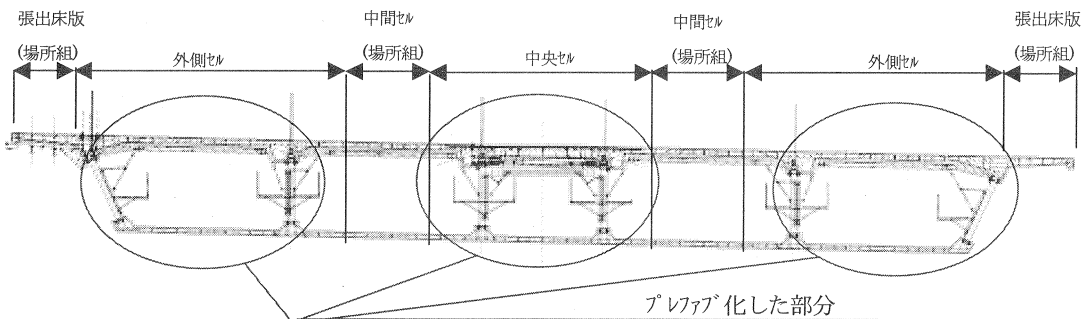 張出床版
(場所組)
外側ｾﾙ
中間ｾﾙ
(場所組)
中央ｾﾙ
中間ｾﾙ
(場所組)
外側ｾﾙ
張出床版
(場所組)
ﾌﾟﾚﾌｧﾌﾞ化した部分